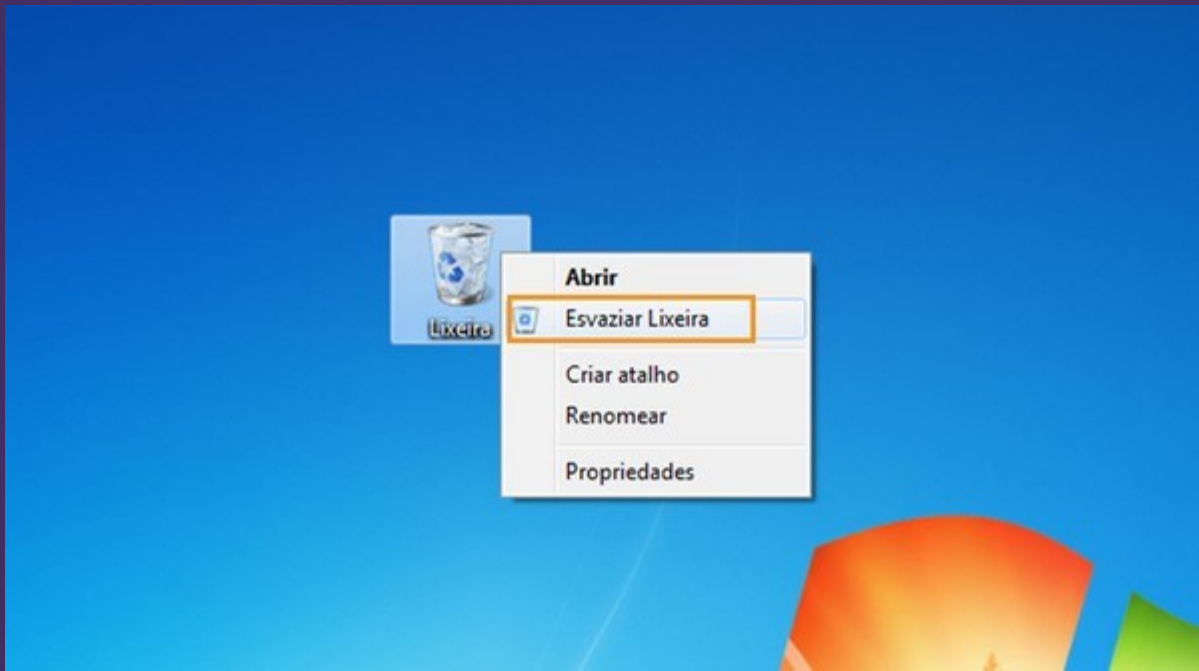 Lixeira
Abrir
Esvaziar Lixeira
Criar atalho
Renomear
Propriedades